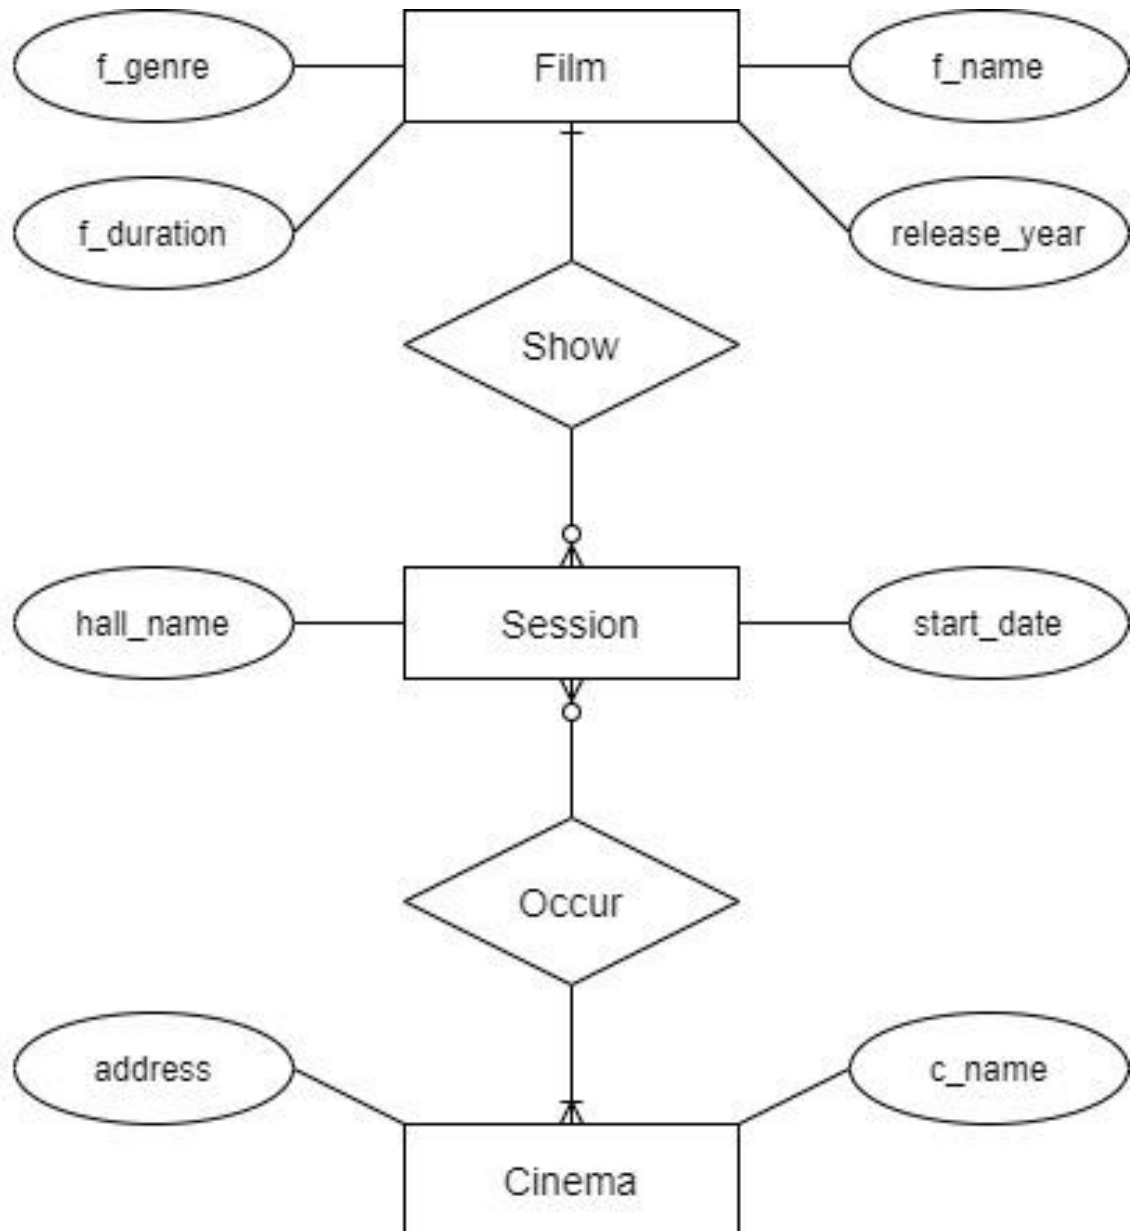 f_genre
Film
f_name
f_duration
release_year
Show
hall_name
Session
start_date
Occur
address
c_name
Cinema